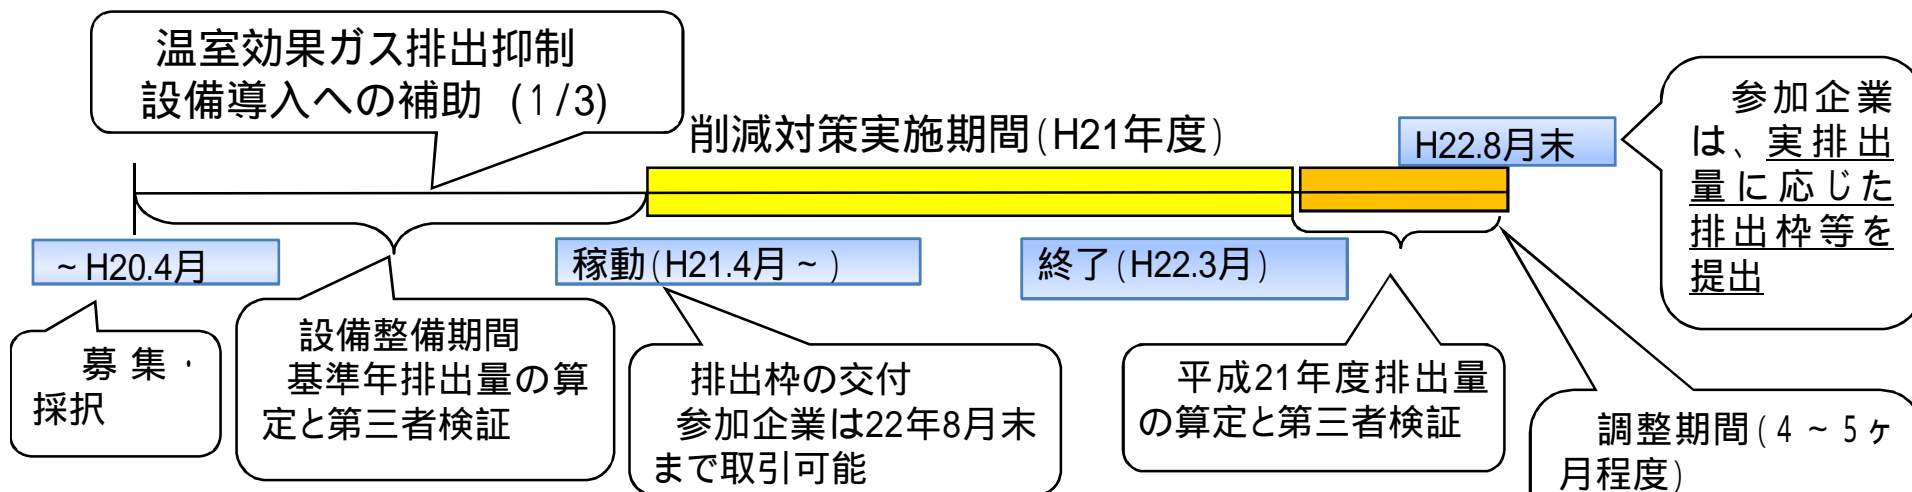 温室効果ガス排出抑制
設備導入への補助 (1/3)
削減対策実施期間(H21年度)
H22.8月末
参加企業
は、実排出
量に応じた
排出枠等を
提出
~H20.4月
稼動(H21.4月~)
終了(H22.3月)
募集・
採択
設備整備期間
基準年排出量の算
定と第三者検証
排出枠の交付
参加企業は22年8月末
まで取引可能
平成21年度排出量
の算定と第三者検証
調整期間(4~5ヶ
月程度)